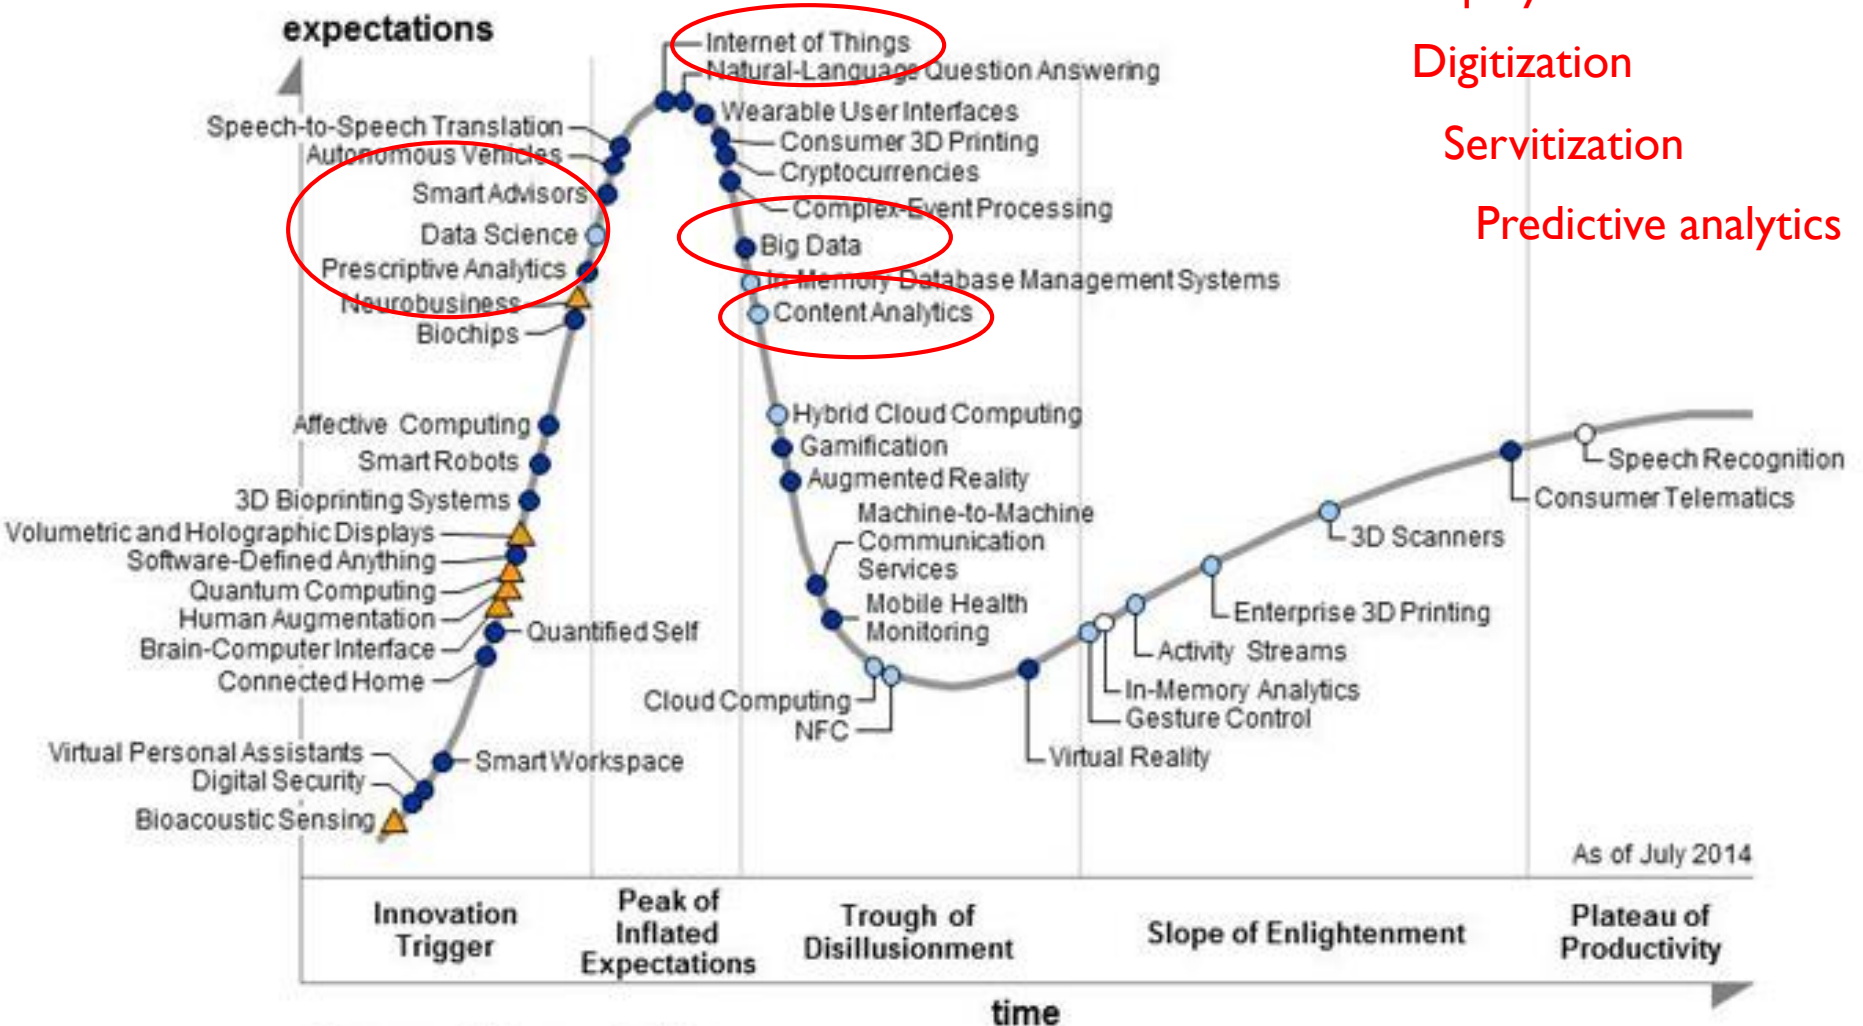 expectations
Digitization
Servitization
Predictive analytics
Internet of Things
Natural-Language Question Answering
Wearable User Interfaces
Consumer 3D Printing
Cryptocurrencies
Complex-Event Processing
Big Data
In-Memory Database Management Systems
Content Analytics
Speech-to-Speech Translation
Autonomous Vehicles
Smart Advisors
Data Science
Prescriptive Analytics
Neurobusiness
Biochips
Affective Computing
Smart Robots
3D Bioprinting Systems
Volumetric and Holographic Displays
Software-Defined Anything
Quantum Computing
Human Augmentation
Brain-Computer Interface
Connected Home
Quantified Self
Virtual Personal Assistants
Digital Security
Bioacoustic Sensing
Smart Workspace
Hybrid Cloud Computing
Gamification
Augmented Reality
Machine-to-Machine
Communication
Services
Mobile Health
Monitoring
Cloud Computing
NFC
Virtual Reality
Gesture Control
In-Memory Analytics
Activity Streams
Enterprise 3D Printing
3D Scanners
Consumer Telematics
Speech Recognition
As of July 2014
Innovation
Trigger
Peak of
Inflated
Expectations
Trough of
Disillusionment
Slope of Enlightenment
Plateau of
Productivity
time